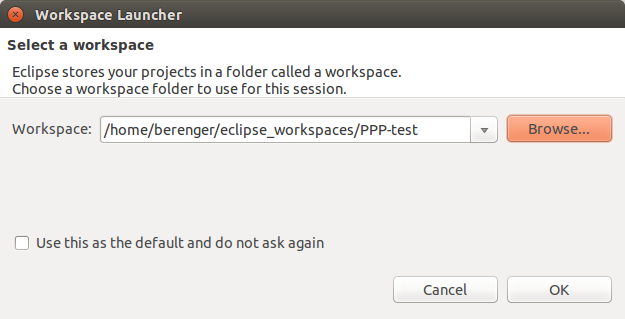 Workspace Launcher
Select a workspace
Eclipse stores your projects in a folder called a workspace.
Choose a workspace folder to use for this session.
Workspace: /home/berenger/eclipse_workspaces/PPP-test Browse...
Use this as the default and do not ask again
Cancel OK